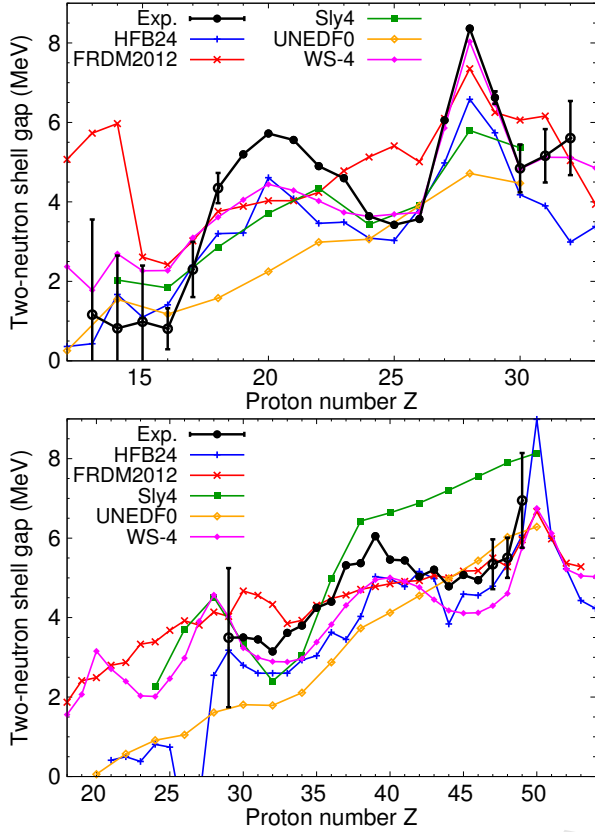 Exp.
HFB24
FRDM2012
Sly4
UNEDF0
WS-4
Two-neutron shell gap (MeV)
8
6
4
2
0
15 20 25 30
Proton number Z
Exp.
HFB24
FRDM2012
Sly4
UNEDF0
WS-4
Two-neutron shell gap (MeV)
8
6
4
2
0
20 25 30 35 40 45 50
Proton number Z